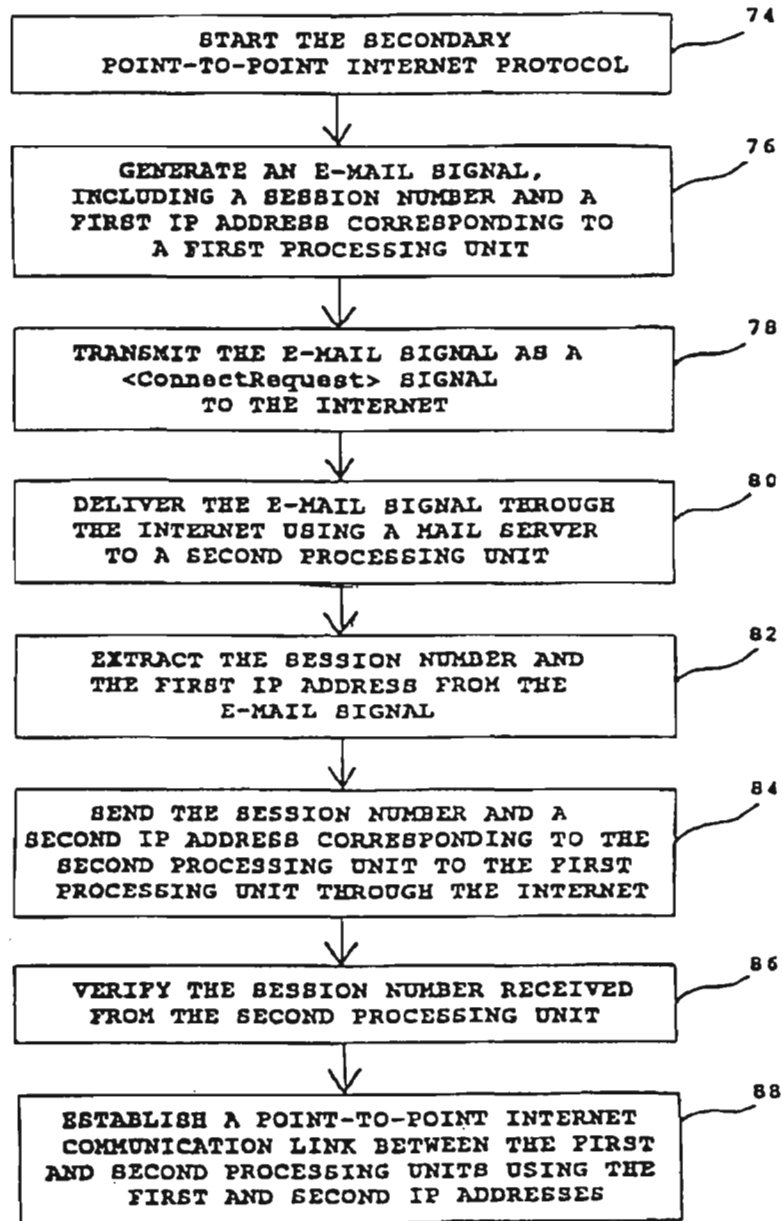 74
START THE SECONDARY
POINT-TO-POINT INTERNET PROTOCOL
76
GENERATE AN E-MAIL SIGNAL,
INCLUDING A SESSION NUMBER AND A
FIRST IP ADDRESS CORRESPONDING TO
A FIRST PROCESSING UNIT
78
TRANSMIT THE E-MAIL SIGNAL AS A
<ConnectRequest> SIGNAL
TO THE INTERNET
80
DELIVER THE E-MAIL SIGNAL THROUGH
THE INTERNET USING A MAIL SERVER
TO A SECOND PROCESSING UNIT
82
EXTRACT THE SESSION NUMBER AND
THE FIRST IP ADDRESS FROM THE
E-MAIL SIGNAL
84
SEND THE SESSION NUMBER AND A
SECOND IP ADDRESS CORRESPONDING TO THE
SECOND PROCESSING UNIT TO THE FIRST
PROCESSING UNIT THROUGH THE INTERNET
86
VERIFY THE SESSION NUMBER RECEIVED
FROM THE SECOND PROCESSING UNIT
88
ESTABLISH A POINT-TO-POINT INTERNET
COMMUNICATION LINK BETWEEN THE FIRST
AND SECOND PROCESSING UNITS USING THE
FIRST AND SECOND IP ADDRESSES